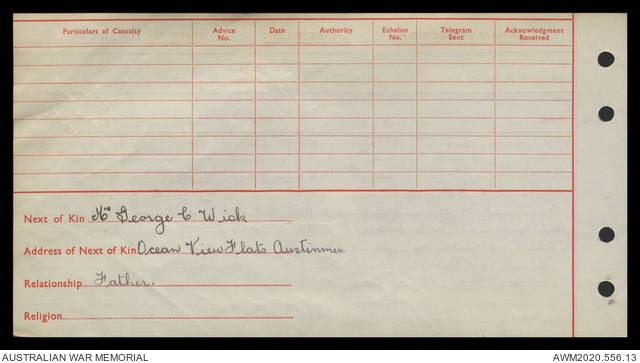 Particulars of Casualty Advice No. Date Authority Echelon No. Telegram Sent Acknowledgment Received
Next of Kin Mr George C. Wick
Address of Next of Kin Ocean View Flats Austinmer
Relationship Father.
Religion
AUSTRALIAN WAR MEMORIAL AWM2020.556.13